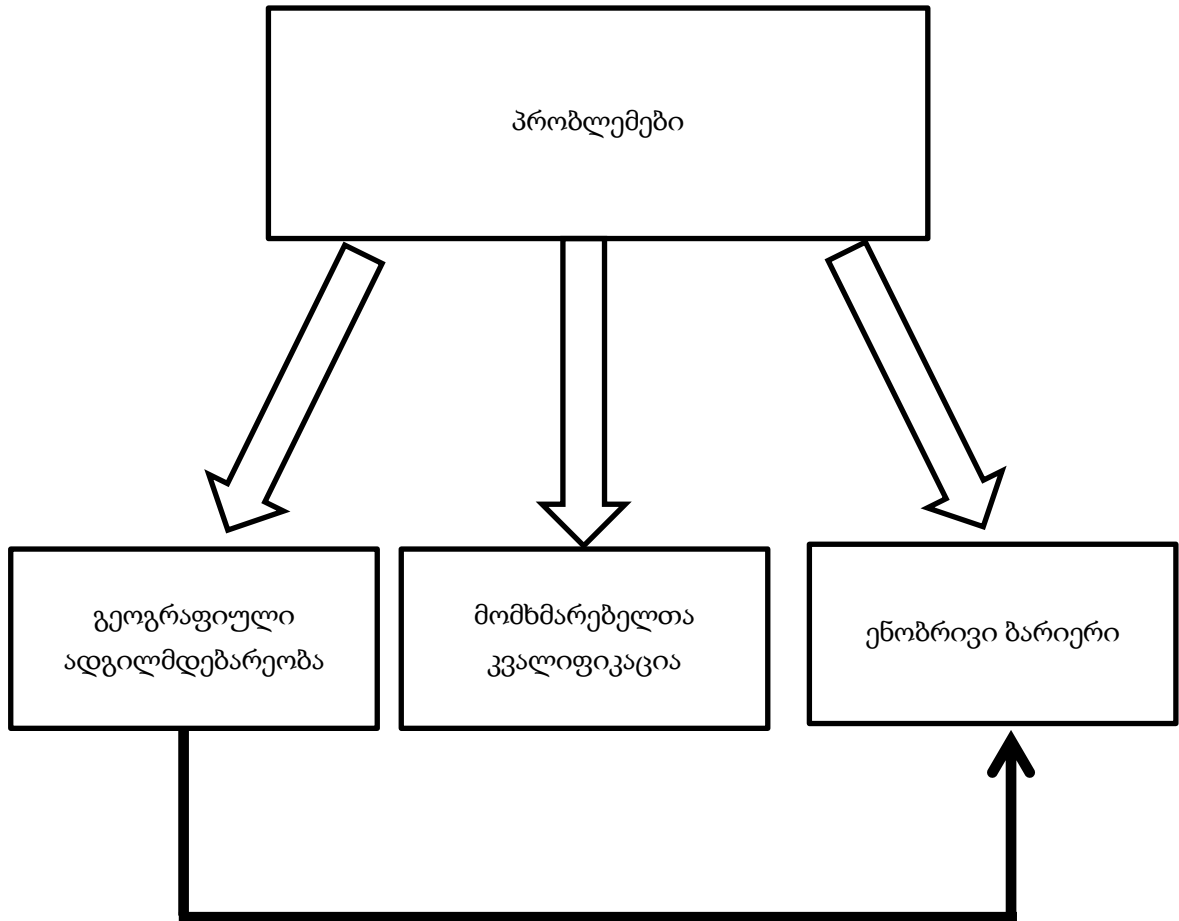 პრობლემები
გეოგრაფიული
ადგილმდებარეობა
მომხმარებელთა
კვალიფიკაცია
ენობრივი ბარიერი